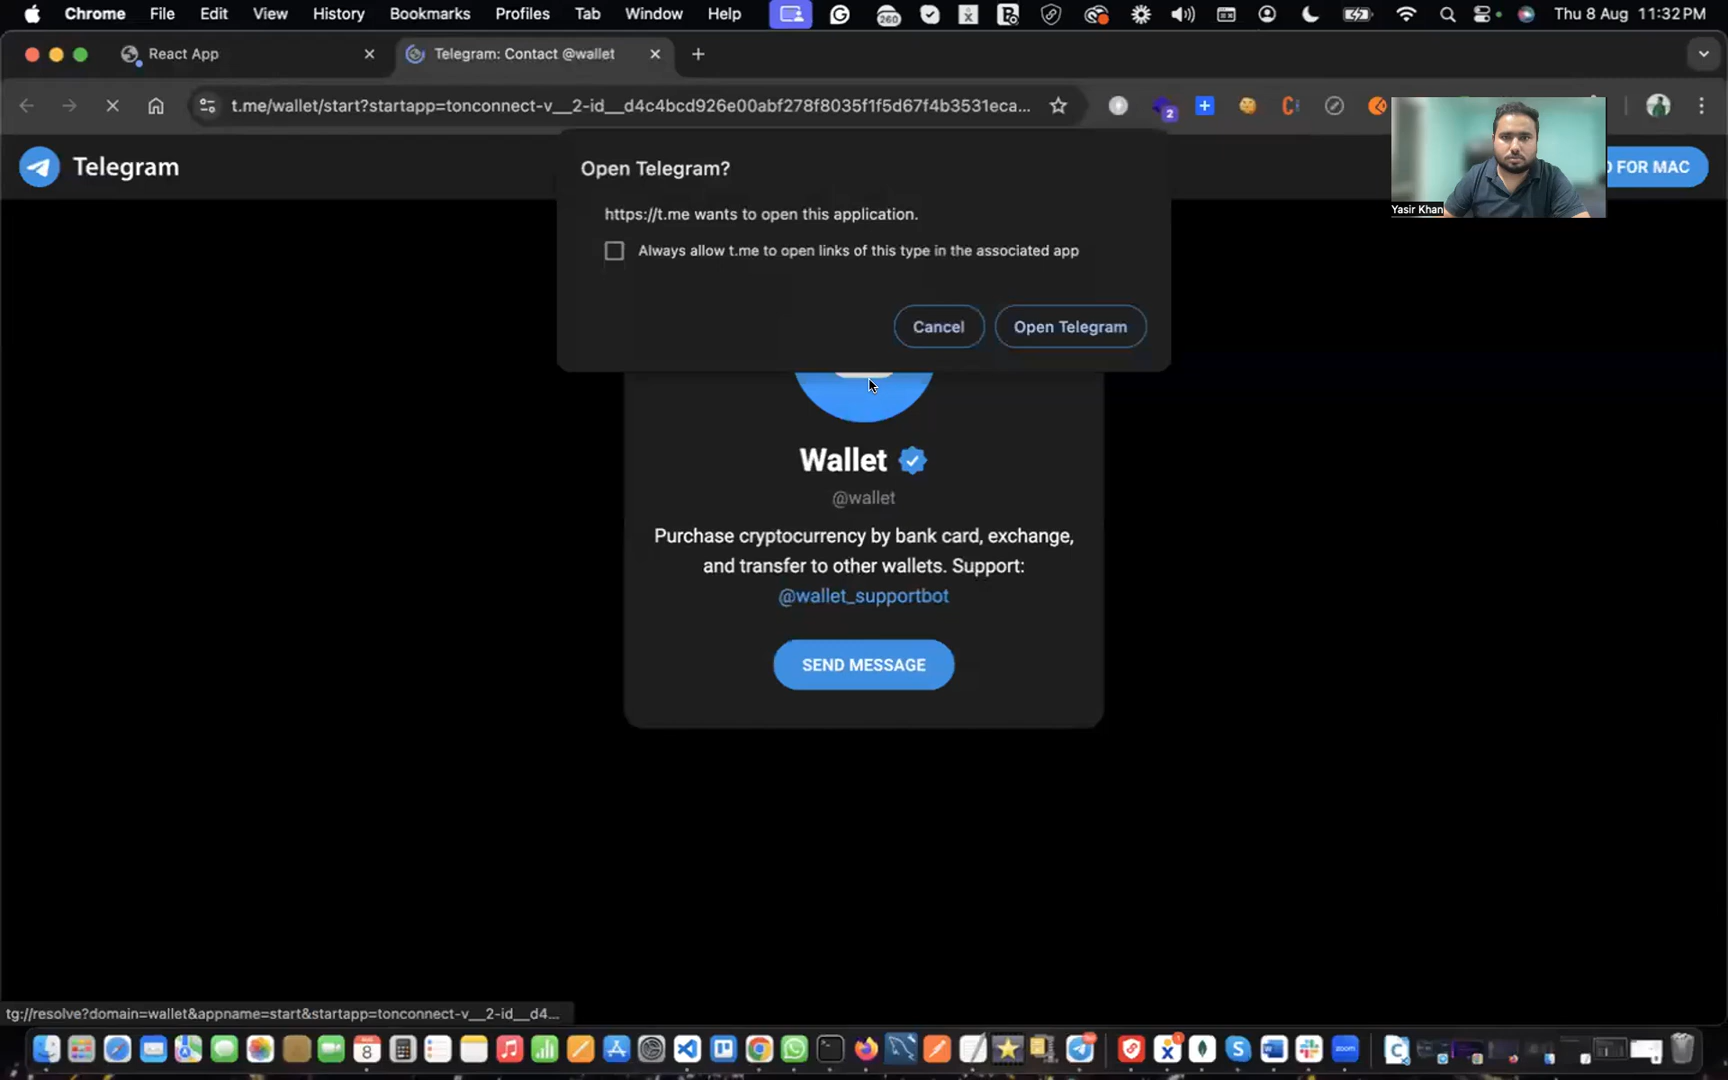 Chrome File Edit View History Bookmarks Profiles Tab Window Help 260 Thu 8 Aug 11:32 PM
React App
Telegram: Contact @wallet
t.me/wallet/start?startapp=tonconnect-v__2-id__d4c4bcd926e00abf278f8035f1f5d67f4b3531eca...
2
Telegram
FOR MAC
Yasir Khan
Open Telegram?
https://t.me wants to open this application.
Always allow t.me to open links of this type in the associated app
Cancel
Open Telegram
Wallet
@wallet
Purchase cryptocurrency by bank card, exchange,
and transfer to other wallets. Support:
@wallet_supportbot
SEND MESSAGE
tg://resolve?domain=wallet&appname=start&startapp=tonconnect-v__2-id__d4...
8
zoom